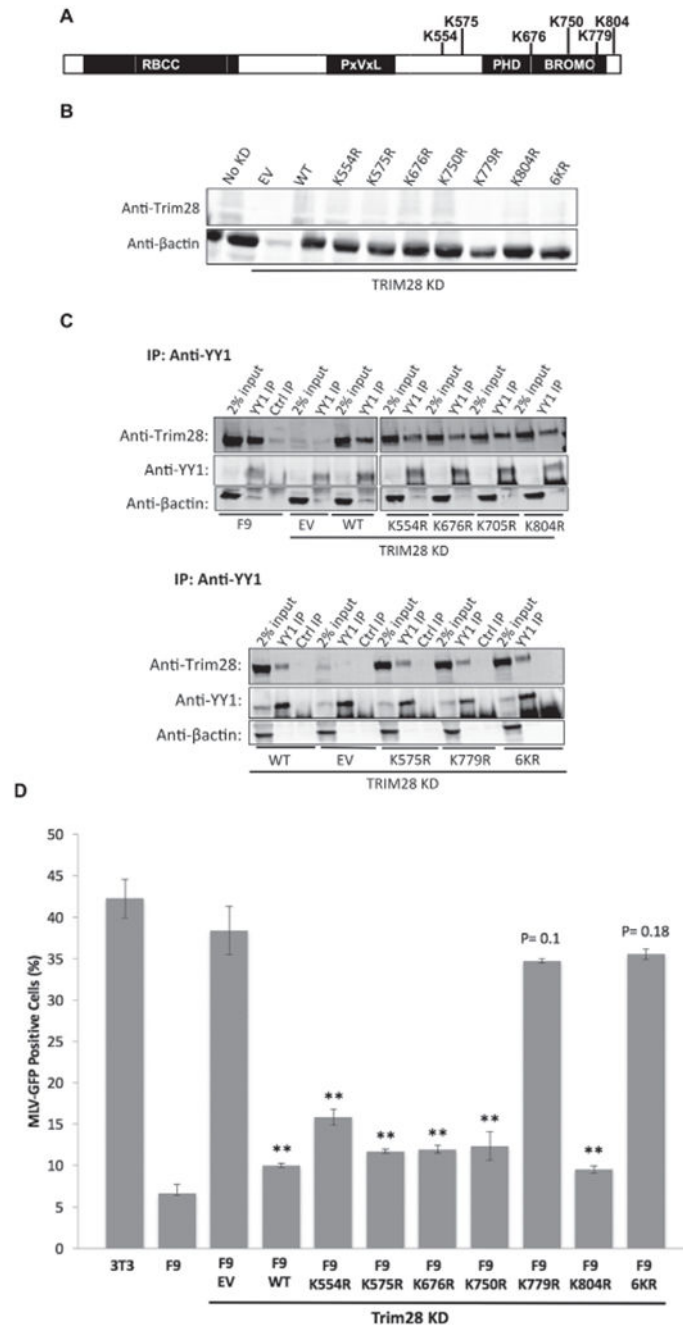 A
K575
K750 K804
K554
K676
K779
RBCC
PxVxL
PHD
BROMO
B
No KD
EV
WT
K554R
K575R
K676R
K750R
K779R
K804R
6KR
Anti-Trim28
Anti-βactin
TRIM28 KD
C
IP: Anti-YY1
2% input
YY1 IP
Ctrl IP
2% input
YY1 IP
2% input
YY1 IP
2% input
YY1 IP
2% input
YY1 IP
2% input
YY1 IP
2% input
YY1 IP
Anti-Trim28:
Anti-YY1:
Anti-βactin:
F9 EV WT K554R K676R K705R K804R
TRIM28 KD
IP: Anti-YY1
2% input
YY1 IP
Ctrl IP
2% input
YY1 IP
Ctrl IP
2% input
YY1 IP
Ctrl IP
2% input
YY1 IP
Ctrl IP
2% input
YY1 IP
Anti-Trim28:
Anti-YY1:
Anti-βactin:
WT EV K575R K779R 6KR
TRIM28 KD
D
MLV-GFP Positive Cells (%)
50
45
40
35
30
25
20
15
10
5
0
**
**
**
**
**
P= 0.1
**
P= 0.18
3T3
F9
F9 EV
F9 WT
F9 K554R
F9 K575R
F9 K676R
F9 K750R
F9 K779R
F9 K804R
F9 6KR
Trim28 KD